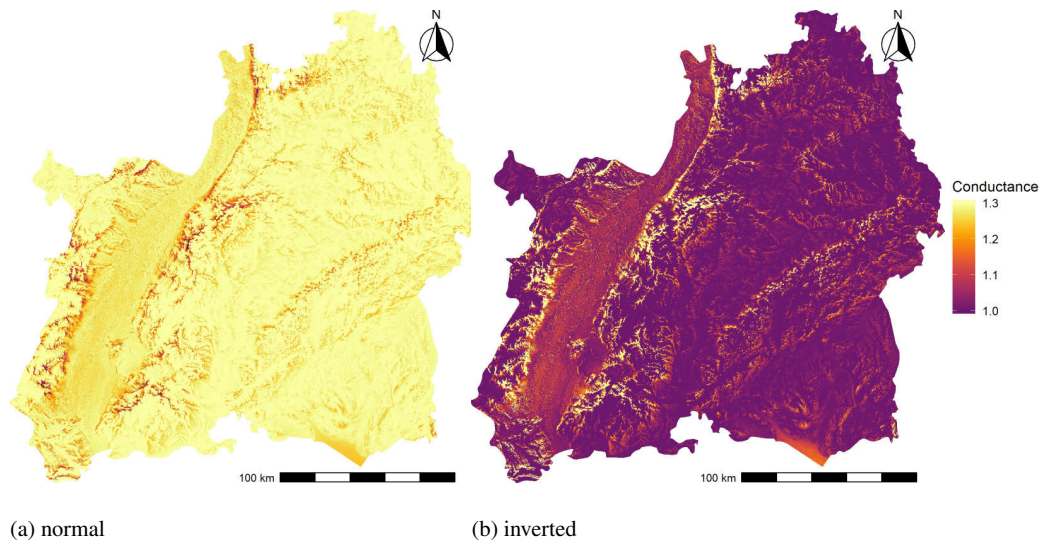 N
N
Conductance
1.3
1.2
1.1
1.0
100 km
100 km
(a) normal
(b) inverted